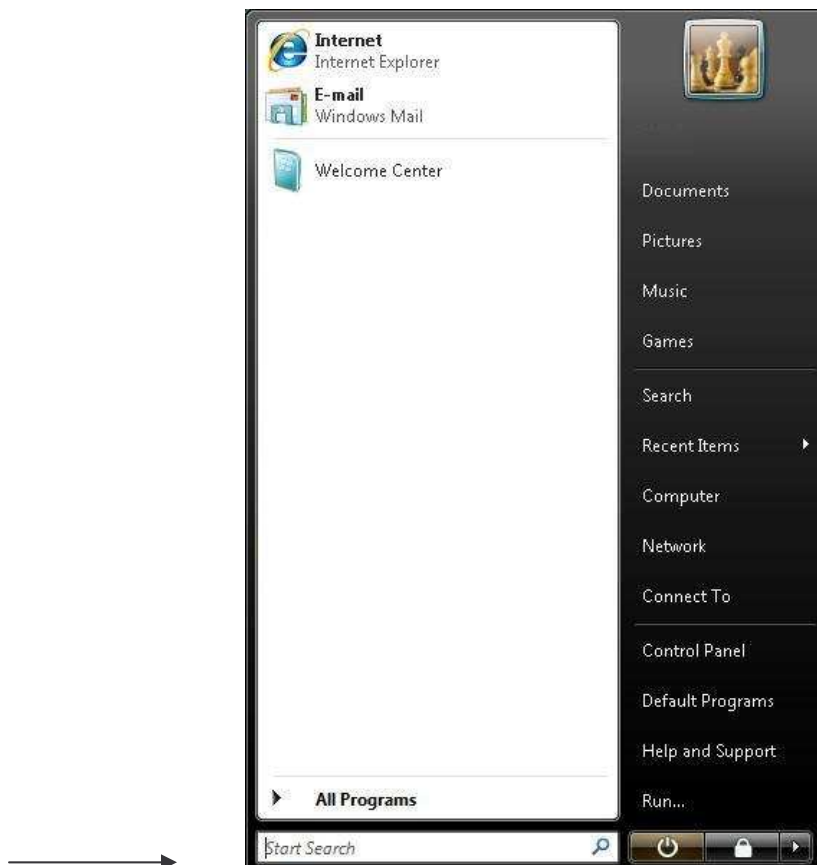 Internet
Internet Explorer
E-mail
Windows Mail
Welcome Center
All Programs
Start Search
Documents
Pictures
Music
Games
Search
Recent Items
Computer
Network
Connect To
Control Panel
Default Programs
Help and Support
Run...